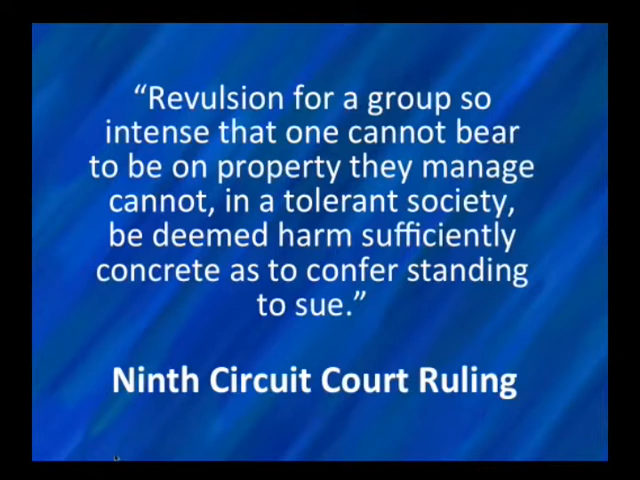 “Revulsion for a group so
intense that one cannot bear
to be on property they manage
cannot, in a tolerant society,
be deemed harm sufficiently
concrete as to confer standing
to sue.”
Ninth Circuit Court Ruling